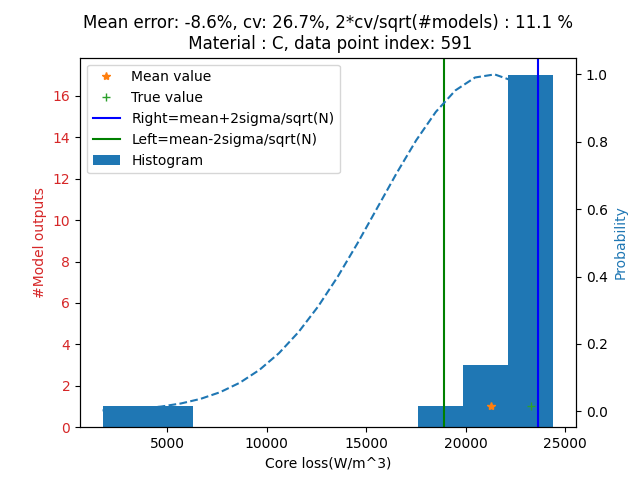 Mean error: -8.6%, cv: 26.7%, 2*cv/sqrt(#models) : 11.1 %
Material : C, data point index: 591
Mean value
True value
Right=mean+2sigma/sqrt(N)
Left=mean-2sigma/sqrt(N)
Histogram
#Model outputs
16
14
12
10
8
6
4
2
0
1.0
0.8
0.6
0.4
0.2
0.0
Probability
5000 10000 15000 20000 25000
Core loss(W/m^3)